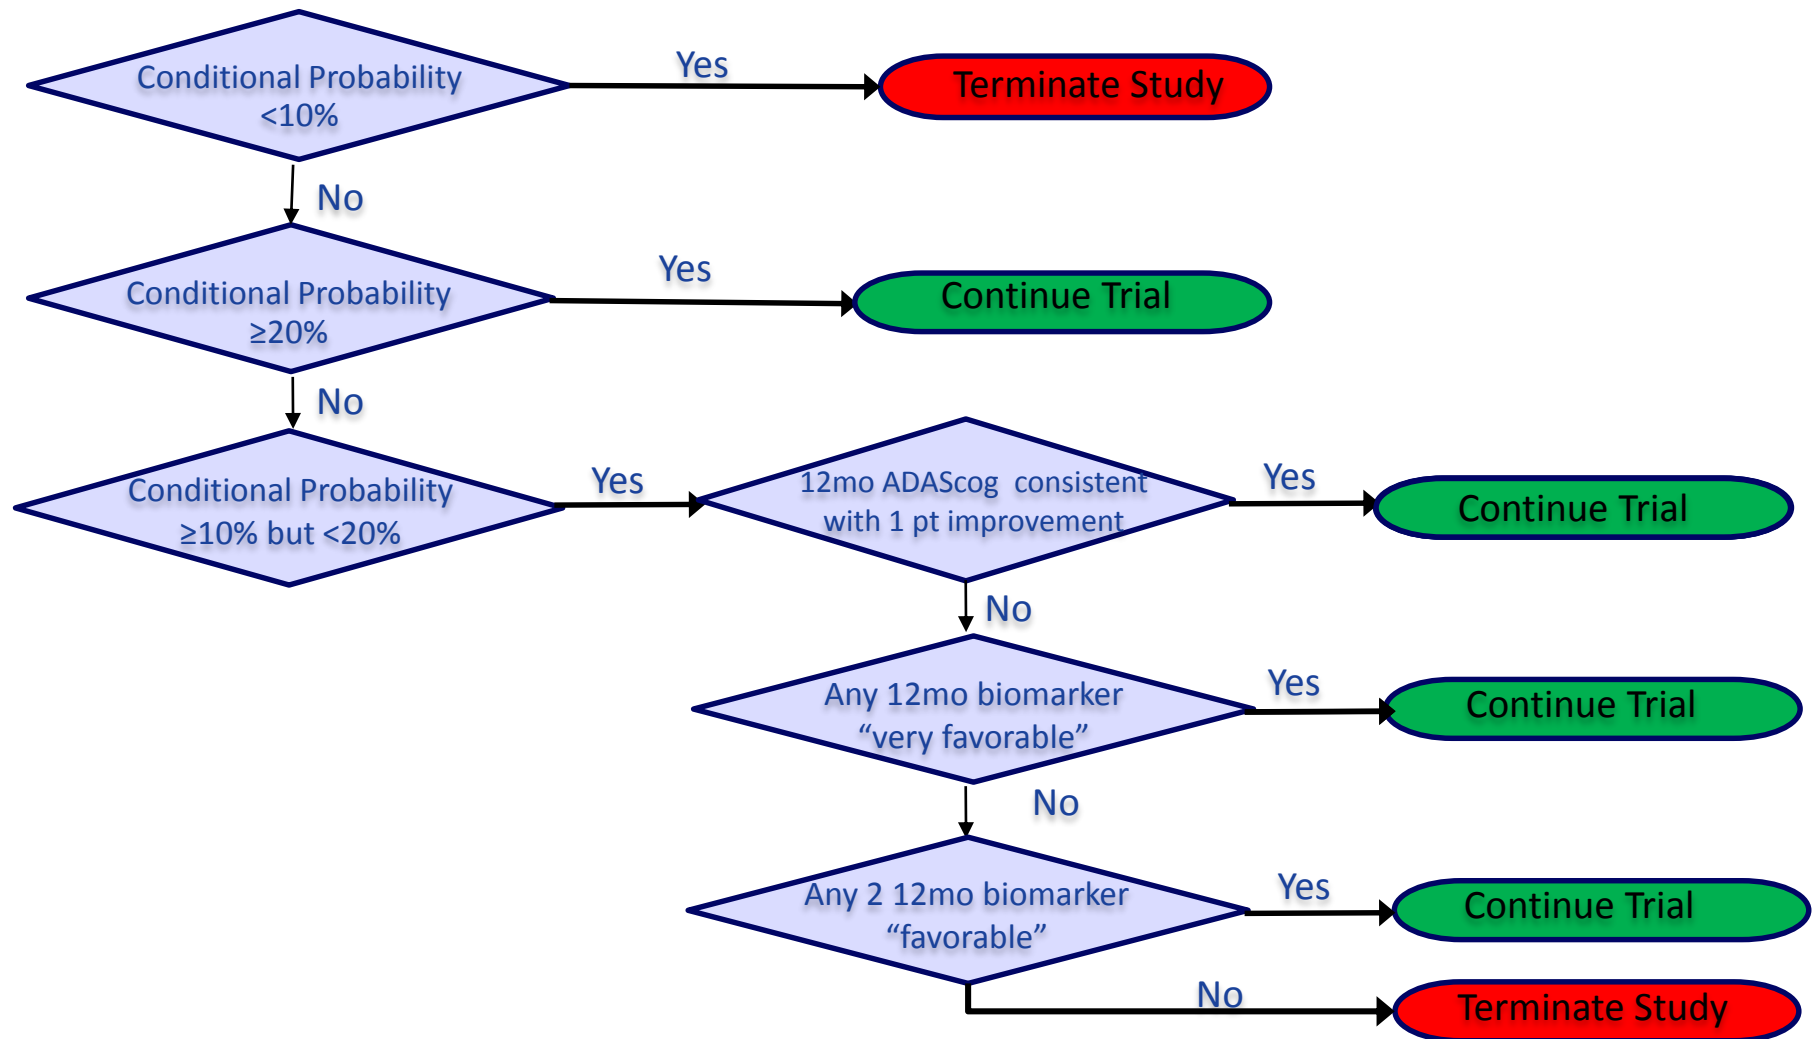 Conditional Probability
<10%
Yes
Terminate Study
No
Conditional Probability
≥20%
Yes
Continue Trial
No
Conditional Probability
≥10% but <20%
Yes
12mo ADAScog consistent
with 1 pt improvement
Yes
Continue Trial
No
Any 12mo biomarker
“very favorable”
Yes
Continue Trial
No
Any 2 12mo biomarker
“favorable”
Yes
Continue Trial
No
Terminate Study